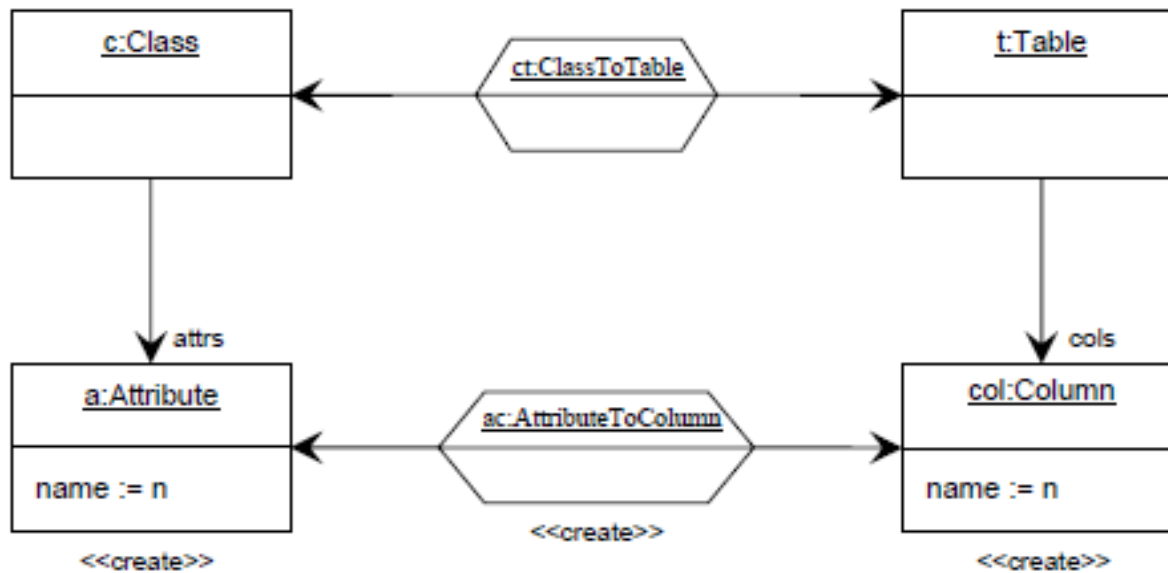 c:Class
ct:ClassToTable
t:Table
attrs
cols
a:Attribute
ac:AttributeToColumn
col:Column
name := n
name := n
<<create>>
<<create>>
<<create>>